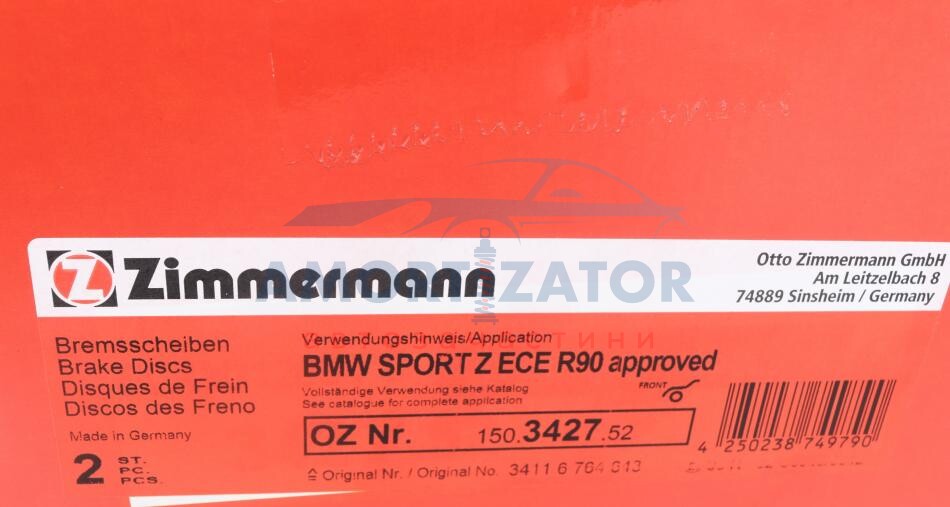 Z Zimmermann
Otto Zimmermann GmbH
Am Leitzelbach 8
74889 Sinsheim / Germany
AMORTIZATOR
АВТОЗАПЧАСТИНИ
Bremsscheiben
Brake Discs
Disques de Frein
Discos des Freno
Made in Germany
2 ST.
PC.
PCS.
Verwendungshinweis/Application
BMW SPORT Z ECE R90 approved
Vollständige Verwendung siehe Katalog
See catalogue for complete application
FRONT
OZ Nr. 150.3427.52
Original Nr. / Original No. 3411 6 764 613
4 250238 749790